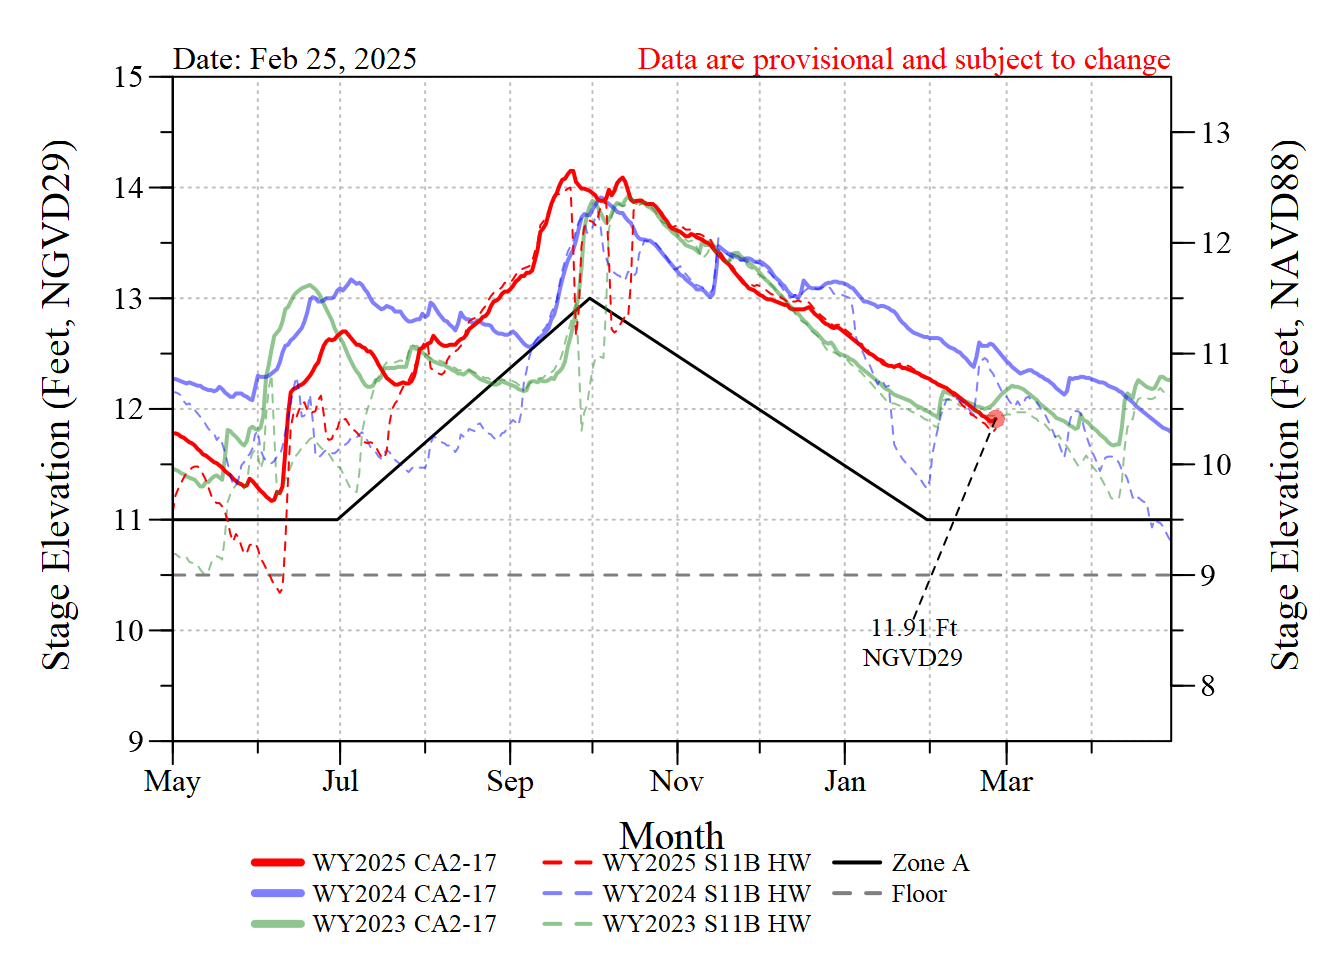 Date: Feb 25, 2025
Data are provisional and subject to change
15
14
13
12
11
10
9
Stage Elevation (Feet, NGVD29)
13
12
11
10
9
8
Stage Elevation (Feet, NAVD88)
11.91 Ft
NGVD29
May Jul Sep Nov Jan Mar
Month
WY2025 CA2-17 WY2025 S11B HW Zone A
WY2024 CA2-17 WY2024 S11B HW Floor
WY2023 CA2-17 WY2023 S11B HW